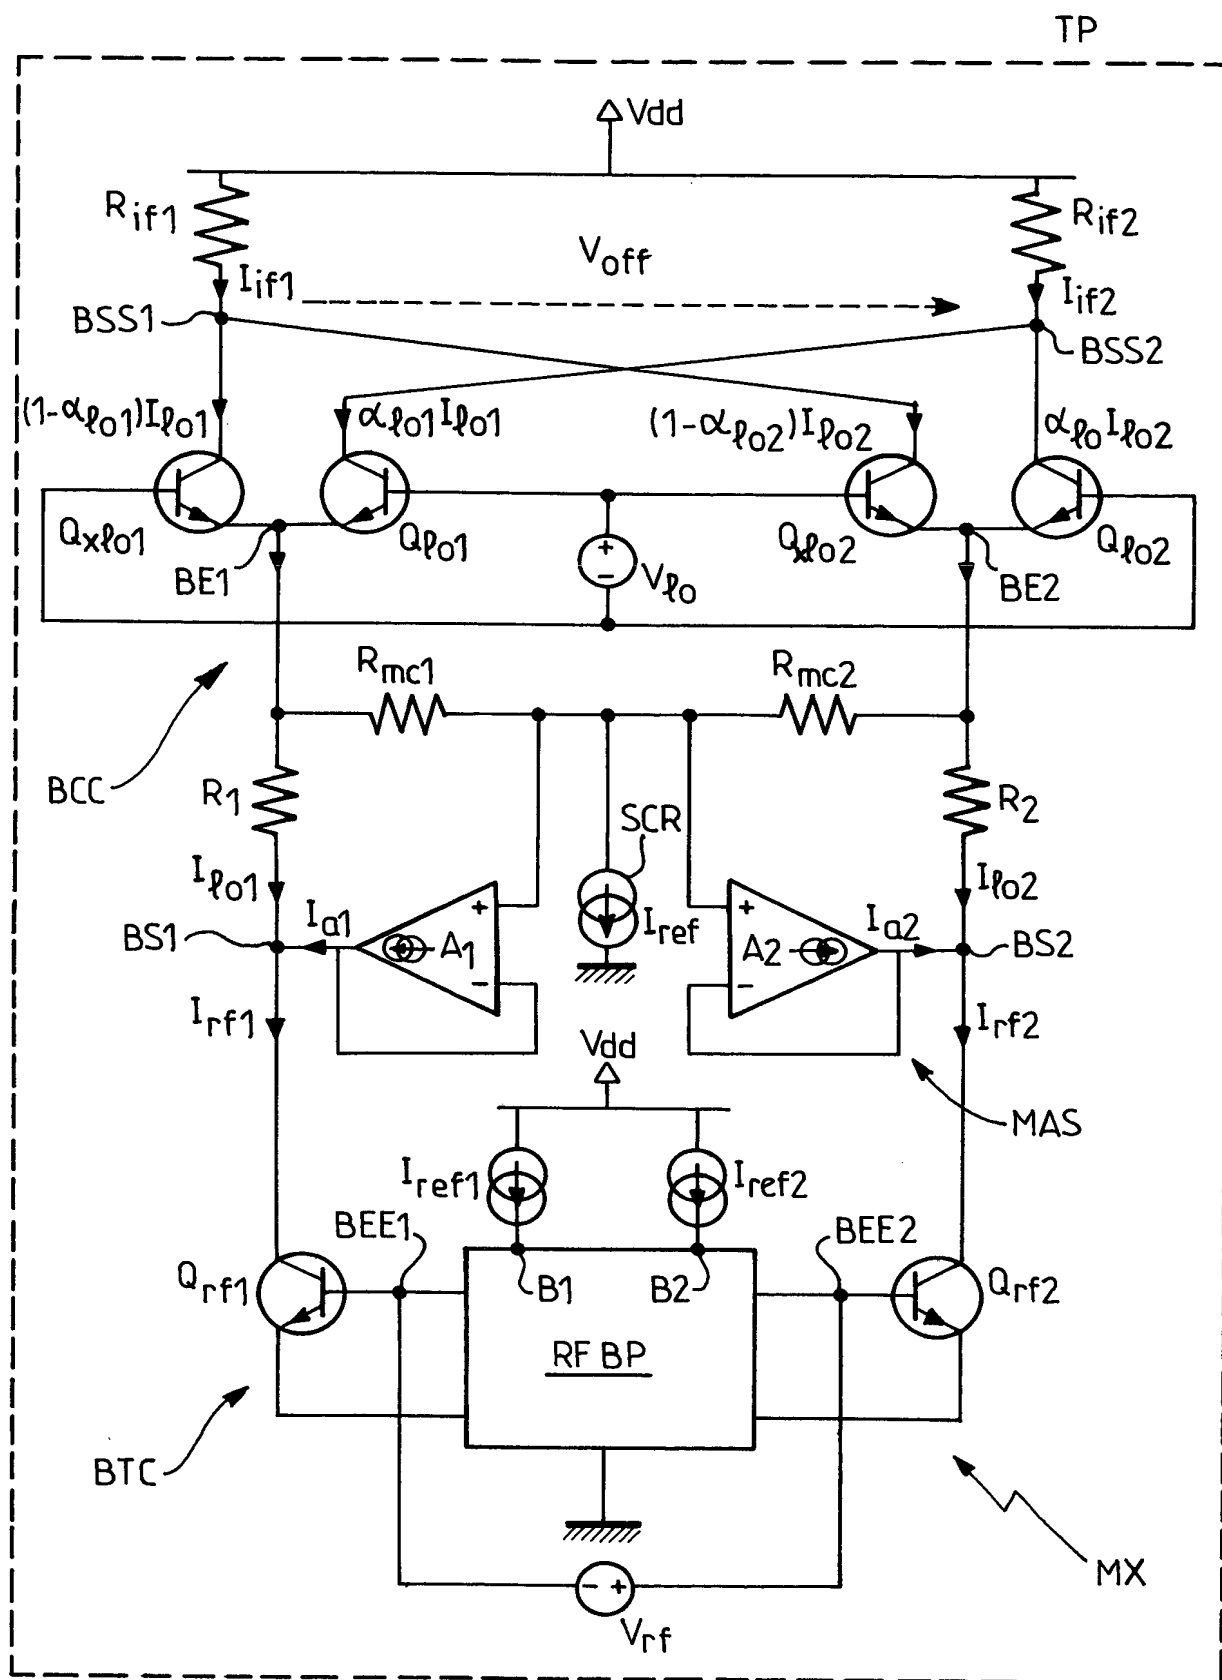 TP
Vdd
Rif1
Rif2
Voff
Iif1
Iif2
BSS1
BSS2
(1-αℓo1)Iℓo1
αℓo1Iℓo1
(1-αℓo2)Iℓo2
αℓoIℓo2
Qxℓo1
Qℓo1
Qxℓo2
Qℓo2
+
-
Vℓo
BE1
BE2
Rmc1
Rmc2
BCC
R1
R2
SCR
Iℓo1
Iℓo2
Ia1
+
A1
-
Iref
+
A2
-
Ia2
BS1
BS2
Irf1
Irf2
Vdd
MAS
Iref1
Iref2
BEE1
BEE2
Qrf1
B1
B2
Qrf2
RF BP
BTC
- +
Vrf
MX